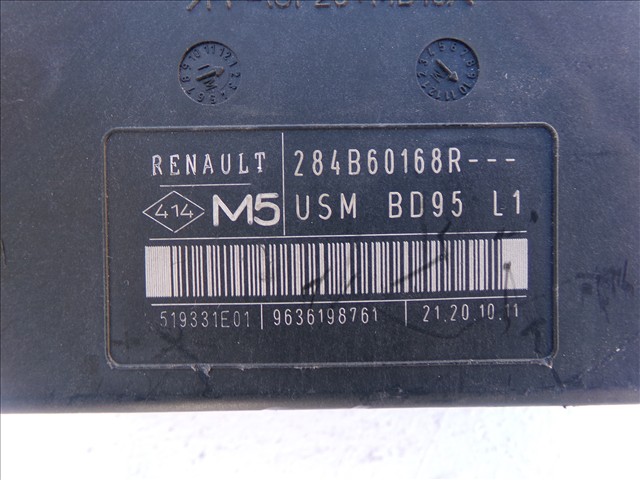 RENAULT 284B60168R---
414 M5 USM BD95 L1
519331E01 9636198761 21.20.10.11